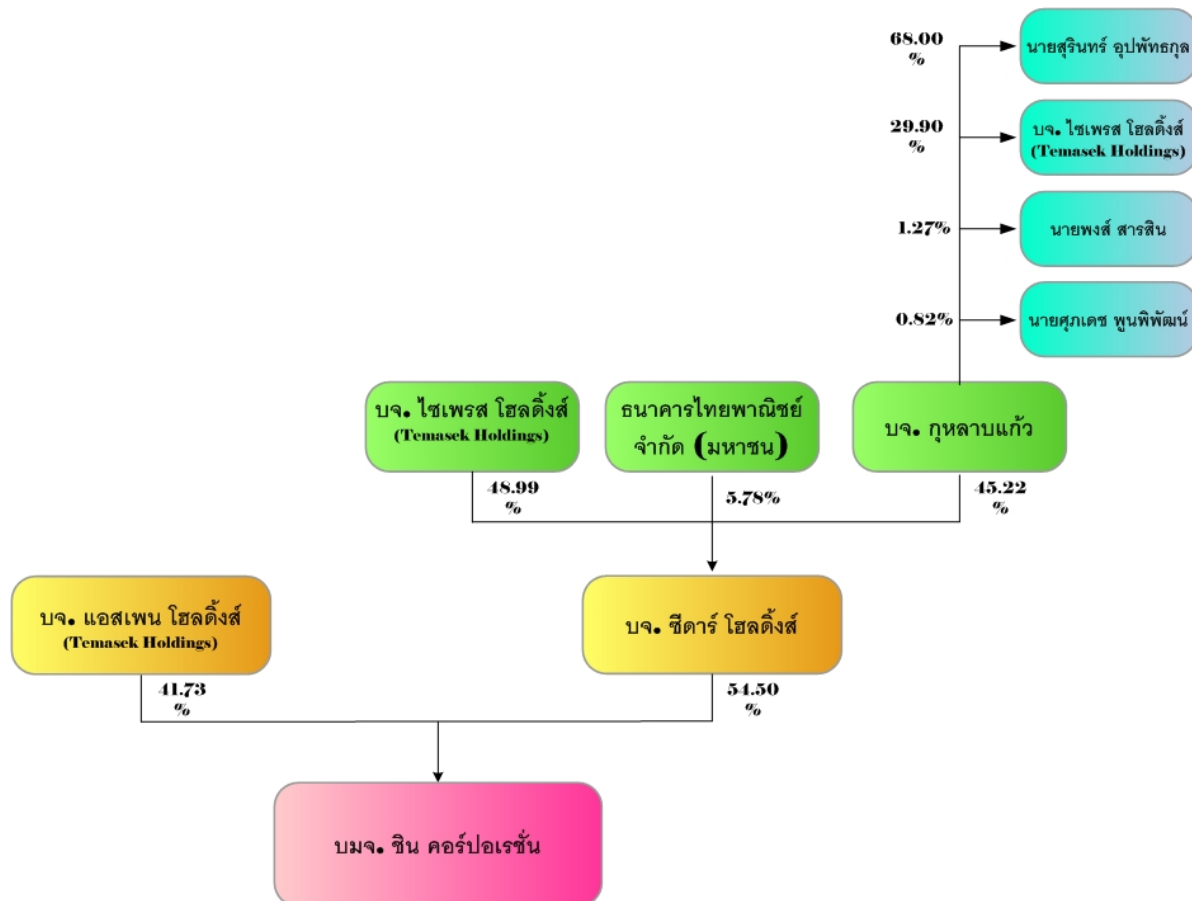 68.00
%
นายสุรินทร์ อุปพัทธกุล
29.90
%
บจ. ไซเพรส โฮลดิ้งส์
(Temasek Holdings)
1.27%
นายพงส์ สารสิน
0.82%
นายศุภเดช พูนพิพัฒน์
บจ. ไซเพรส โฮลดิ้งส์
(Temasek Holdings)
ธนาคารไทยพาณิชย์
จำกัด (มหาชน)
บจ. กุหลาบแก้ว
48.99
%
5.78%
45.22
%
บจ. แอสเพน โฮลดิ้งส์
(Temasek Holdings)
บจ. ซีดาร์ โฮลดิ้งส์
41.73
%
54.50
%
บมจ. ชิน คอร์ปอเรชั่น